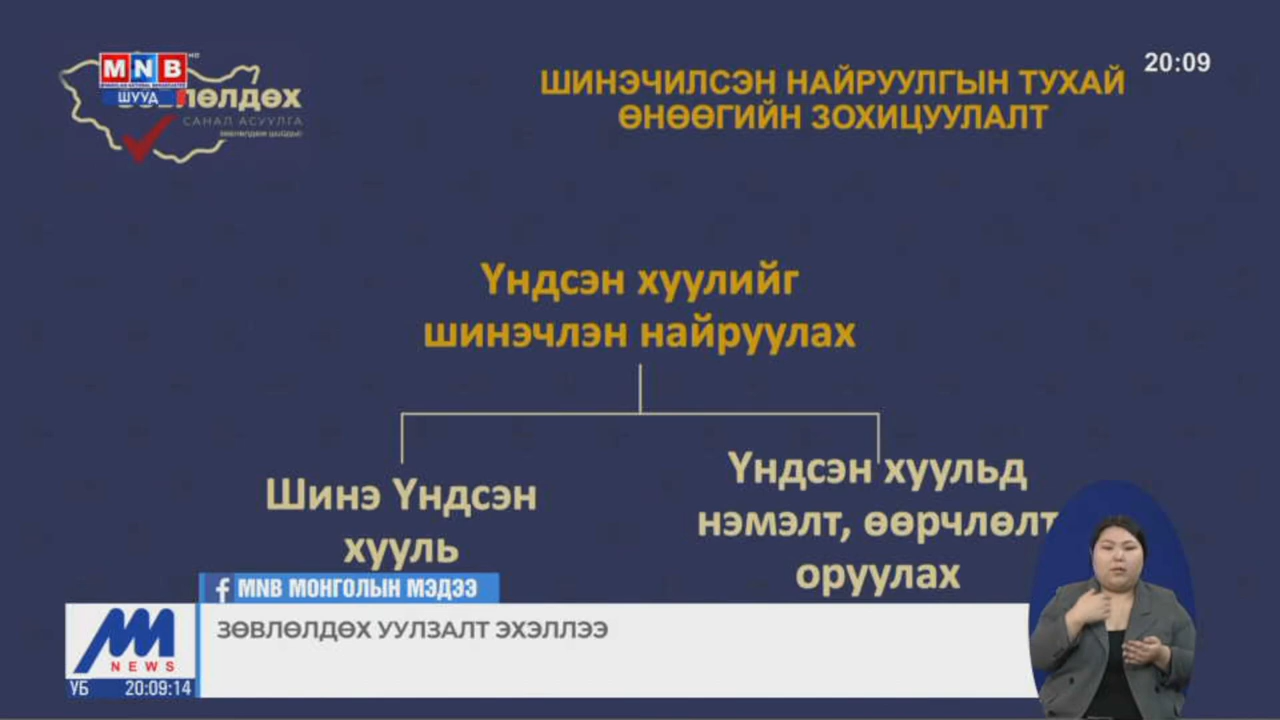 MNB
ШУУД
САНАЛ АСУУЛГА
20:09
ШИНЭЧИЛСЭН НАЙРУУЛГЫН ТУХАЙ
ӨНӨӨГИЙН ЗОХИЦУУЛАЛТ
Үндсэн хуулийг
шинэчлэн найруулах
Шинэ Үндсэн
хууль
Үндсэн хуульд
нэмэлт, өөрчлөлт
оруулах
f MNB МОНГОЛЫН МЭДЭЭ
ЗӨВЛӨЛДӨХ УУЛЗАЛТ ЭХЭЛЛЭЭ
NEWS
УБ 20:09:14